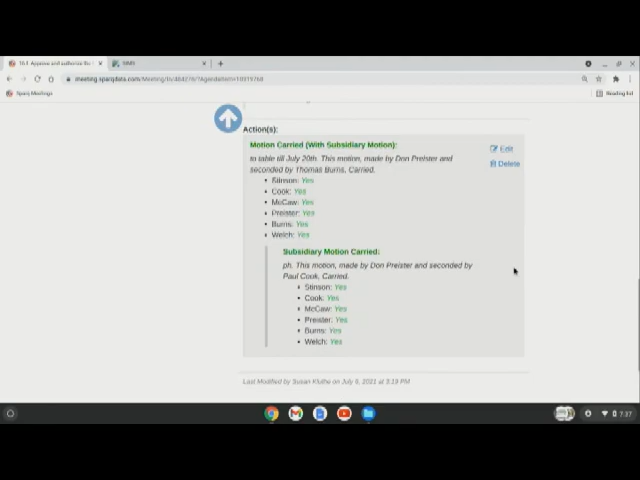 Action(s):
Motion Carried (With Subsidiary Motion):
to table till July 20th. This motion, made by Don Preister and
seconded by Thomas Burns, Carried.
Edit
Delete
• Stinson: Yes
• Cook: Yes
• McCaw: Yes
• Preister: Yes
• Burns: Yes
• Welch: Yes
Subsidiary Motion Carried:
ph. This motion, made by Don Preister and seconded by
Paul Cook, Carried.
• Stinson: Yes
• Cook: Yes
• McCaw: Yes
• Preister: Yes
• Burns: Yes
• Welch: Yes
Last Modified by Susan Kluthe on July 6, 2021 at 3:19 PM
Sparq Meetings
Reading list
7:37